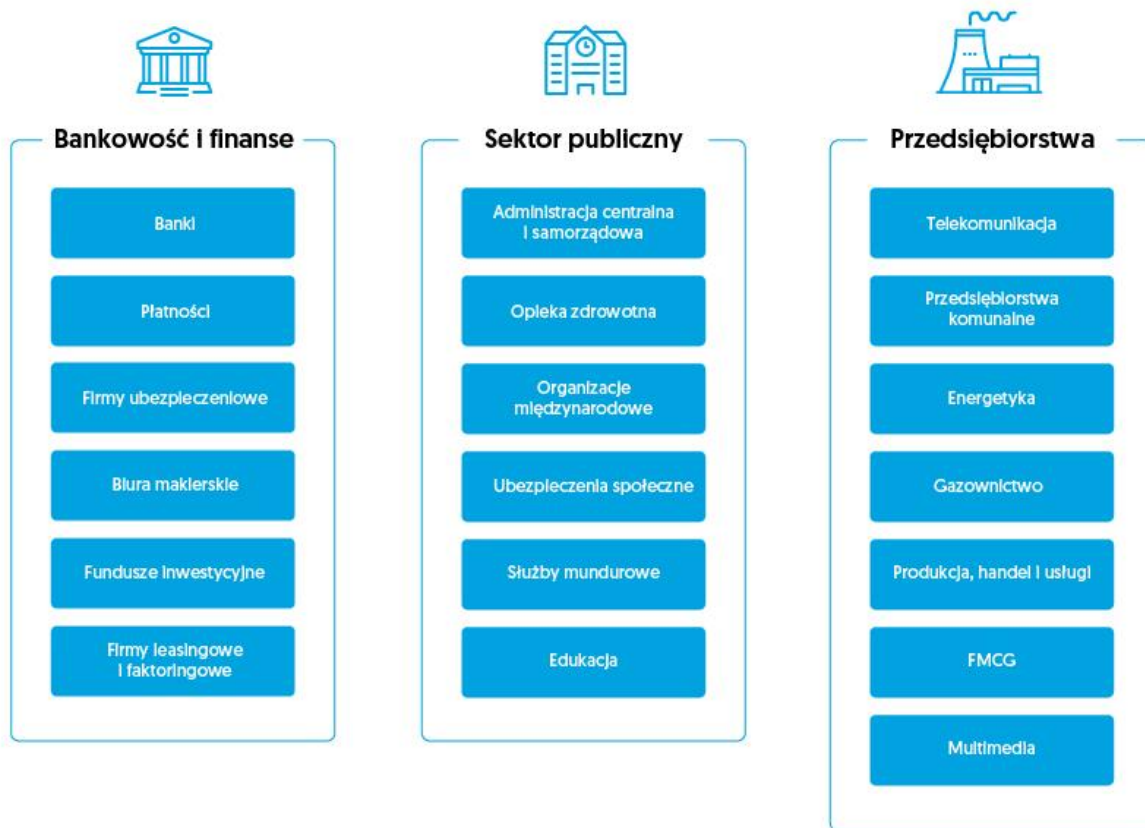 Bankowość i finanse
Banki
Płatności
Firmy ubezpieczeniowe
Biura maklerskie
Fundusze inwestycyjne
Firmy leasingowe
i faktoringowe
Sektor publiczny
Administracja centralna
i samorządowa
Opieka zdrowotna
Organizacje
międzynarodowe
Ubezpieczenia społeczne
Służby mundurowe
Edukacja
Przedsiębiorstwa
Telekomunikacja
Przedsiębiorstwa
komunalne
Energetyka
Gazownictwo
Produkcja, handel i usługi
FMCG
Multimedia